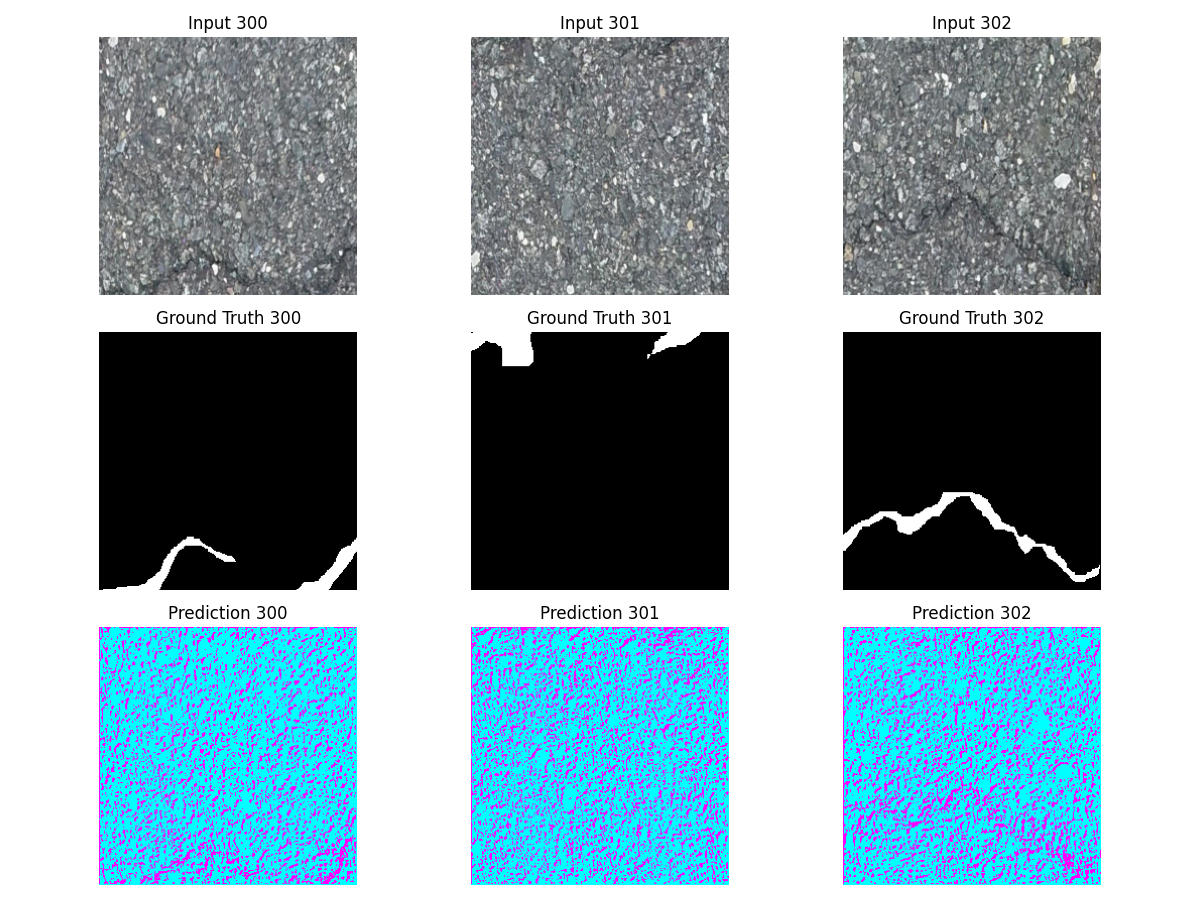 Input 300
Input 301
Input 302
Ground Truth 300
Ground Truth 301
Ground Truth 302
Prediction 300
Prediction 301
Prediction 302